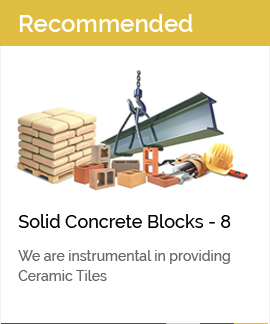 Recommended
Solid Concrete Blocks - 8
We are instrumental in providing
Ceramic Tiles